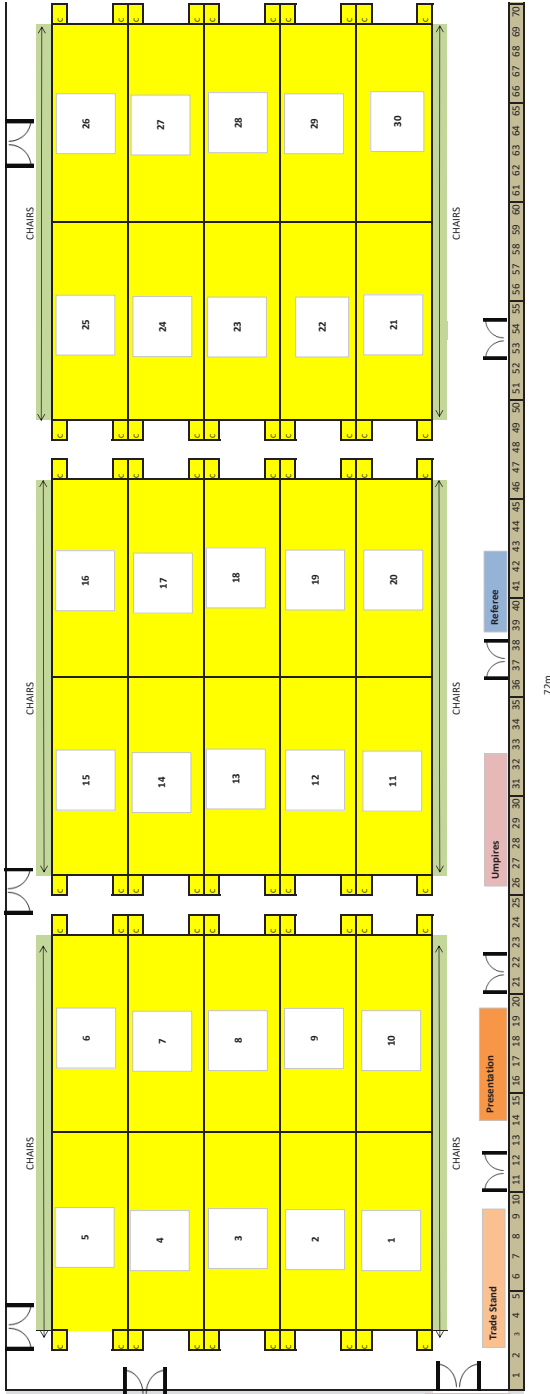 CHAIRS CHAIRS CHAIRS
C C C C C C
5 6 15 16 25 26
C C C C C C
C C C C C C
4 7 14 17 24 27
C C C C C C
C C C C C C
3 8 13 18 23 28
C C C C C C
C C C C C C
2 9 12 19 22 29
C C C C C C
C C C C C C
1 10 11 20 21 30
C C C C C C
CHAIRS CHAIRS CHAIRS
Trade Stand Presentation Umpires Referee
1 2 3 4 5 6 7 8 9 10 11 12 13 14 15 16 17 18 19 20 21 22 23 24 25 26 27 28 29 30 31 32 33 34 35 36 37 38 39 40 41 42 43 44 45 46 47 48 49 50 51 52 53 54 55 56 57 58 59 60 61 62 63 64 65 66 67 68 69 70
72m